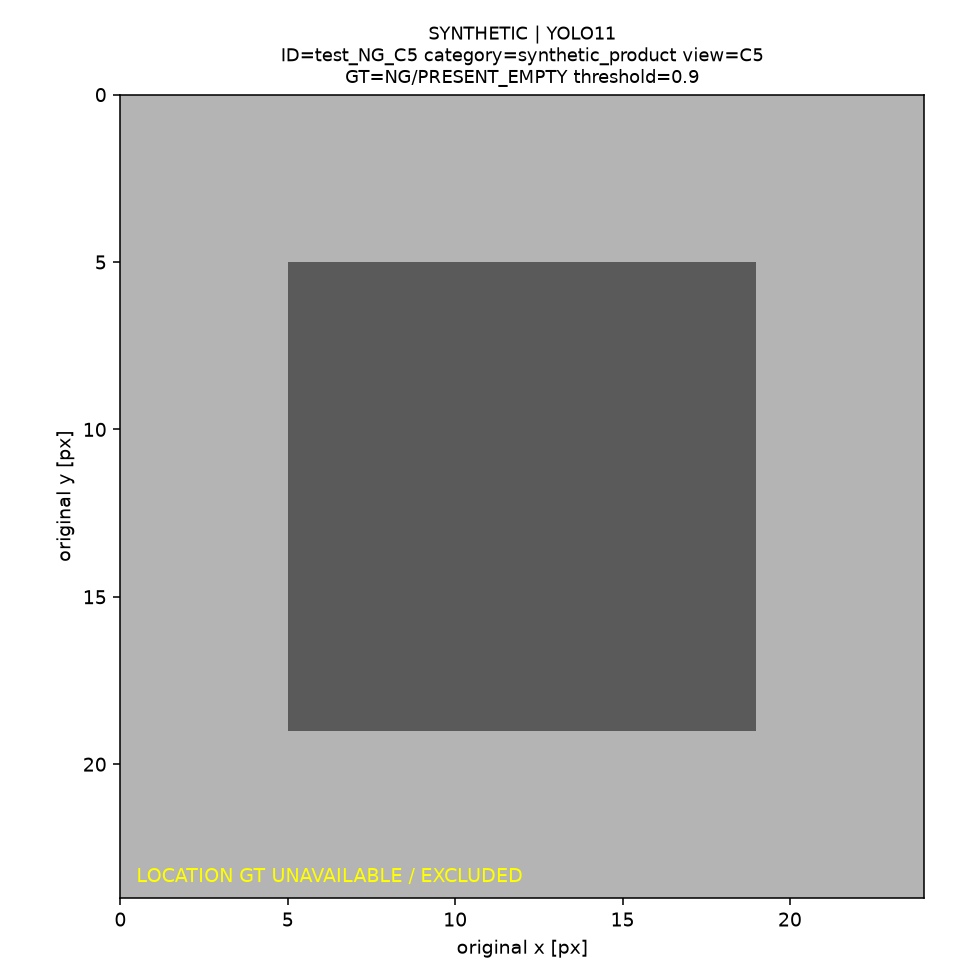 SYNTHETIC | YOLO11
ID=test_NG_C5 category=synthetic_product view=C5
GT=NG/PRESENT_EMPTY threshold=0.9
0
5
10
15
20
original y [px]
LOCATION GT UNAVAILABLE / EXCLUDED
0 5 10 15 20
original x [px]